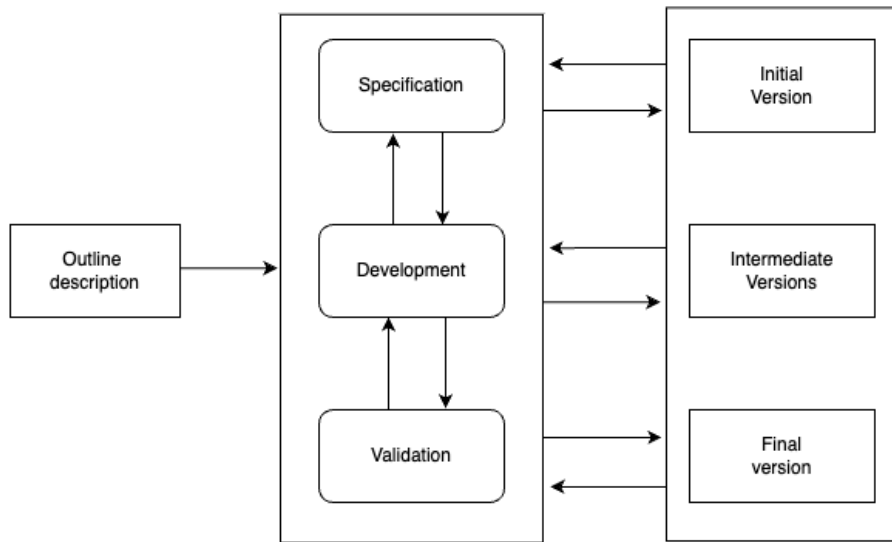 Specification
Initial
Version
Outline
description
Development
Intermediate
Versions
Validation
Final
version